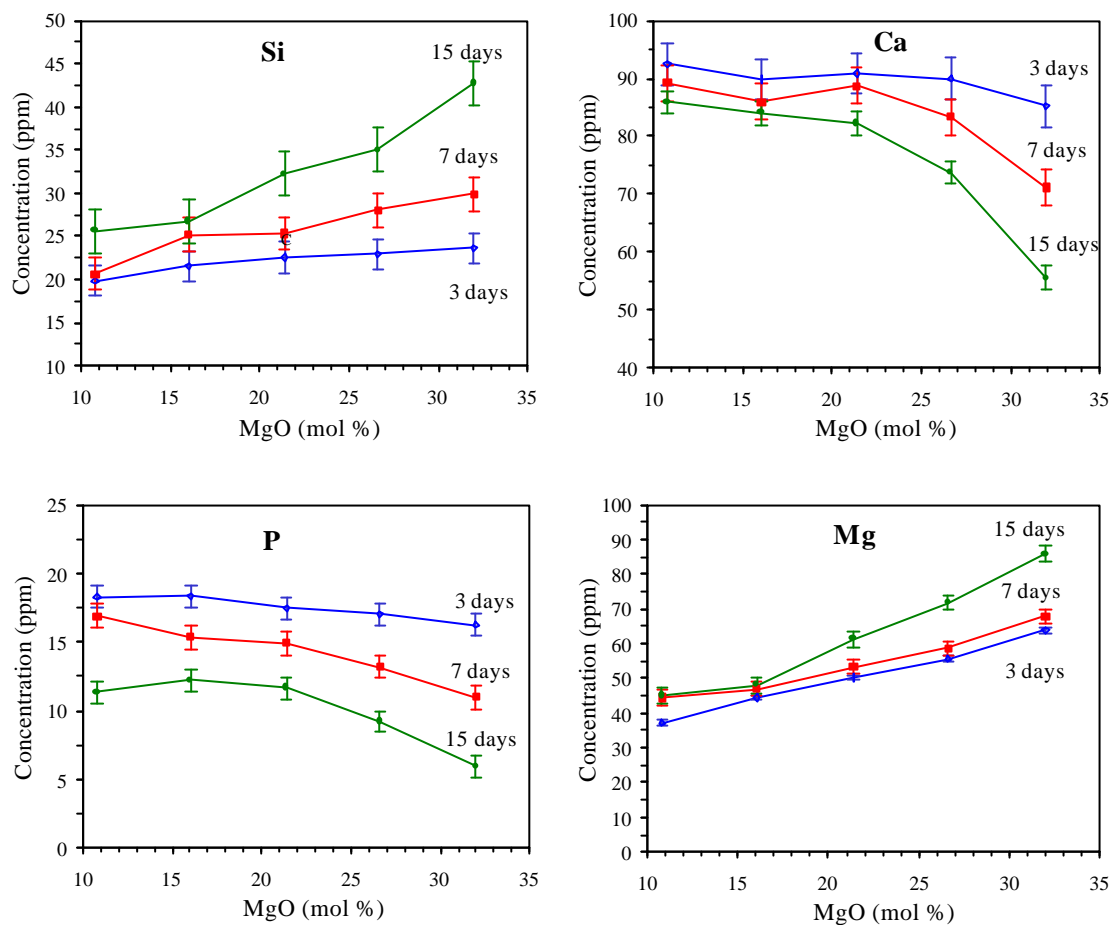 Si
Concentration (ppm)
50
45
40
35
30
25
20
15
10
15 days
7 days
3 days
10 15 20 25 30 35
MgO (mol %)
Ca
Concentration (ppm)
100
90
80
70
60
50
40
3 days
7 days
15 days
10 15 20 25 30 35
MgO (mol %)
P
Concentration (ppm)
25
20
15
10
5
0
3 days
7 days
15 days
10 15 20 25 30 35
MgO (mol %)
Mg
Concentration (ppm)
100
90
80
70
60
50
40
30
20
10
0
15 days
7 days
3 days
10 15 20 25 30 35
MgO (mol %)